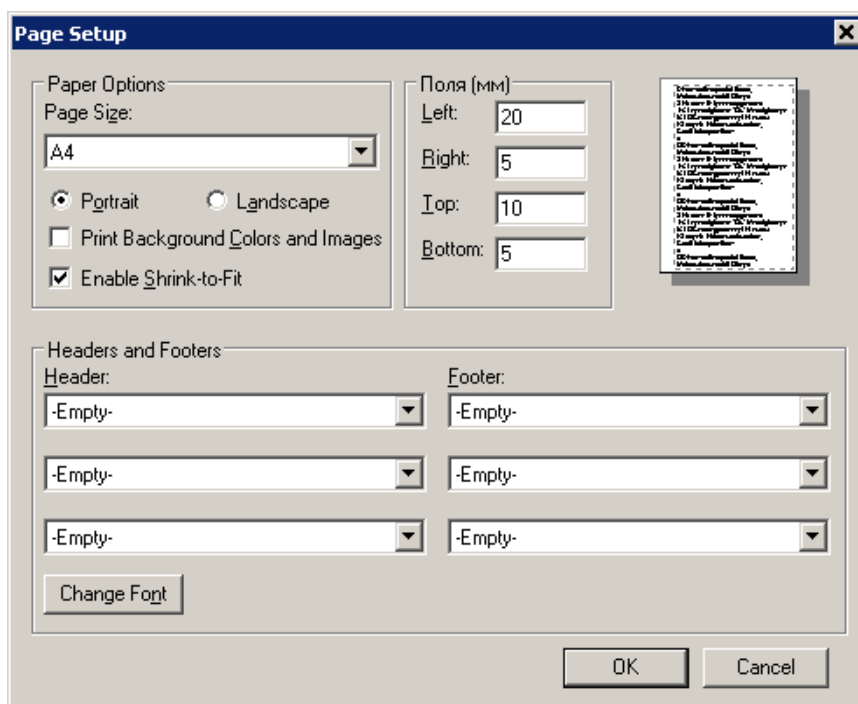 Page Setup
Paper Options
Page Size:
A4
Portrait
Landscape
Print Background Colors and Images
Enable Shrink-to-Fit
Поля (мм)
Left:
20
Right:
5
Top:
10
Bottom:
5
Headers and Footers
Header:
Footer:
-Empty-
-Empty-
-Empty-
-Empty-
-Empty-
-Empty-
Change Font
OK
Cancel